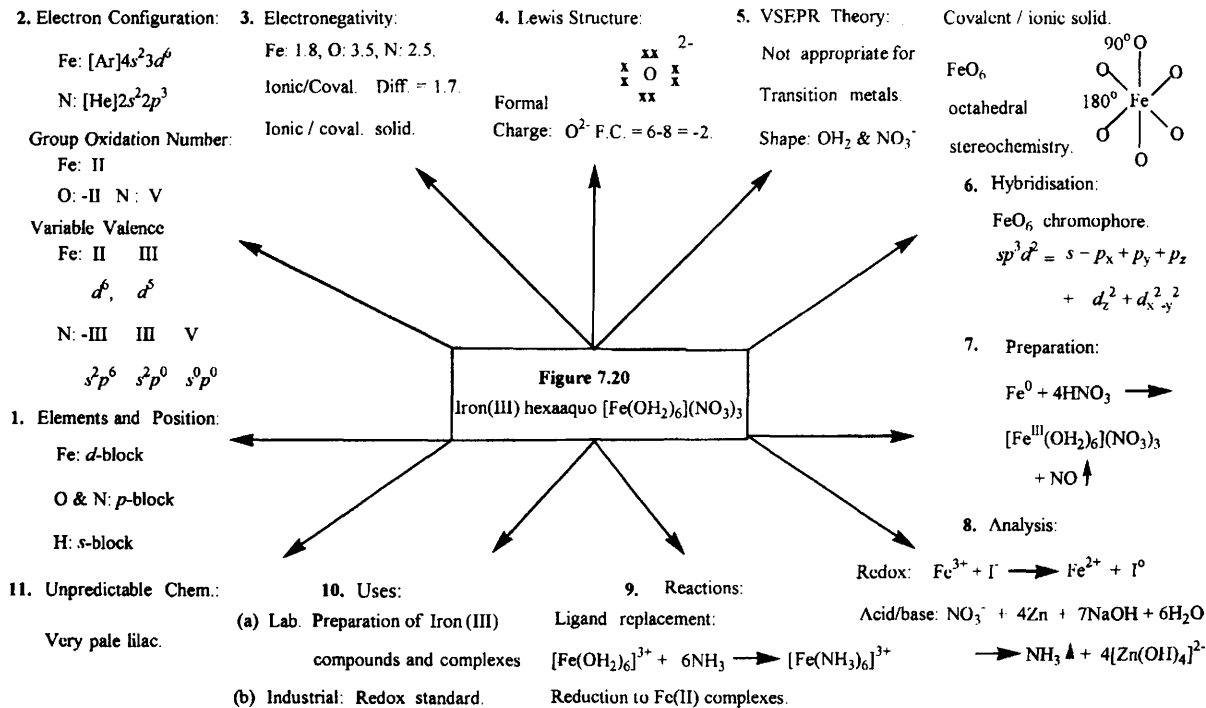 2. Electron Configuration:
Fe: [Ar]4s²3d⁶
N: [He]2s²2p³
Group Oxidation Number:
Fe: II
O: -II N: V
Variable Valence
Fe: II III
d⁶, d⁵
N: -III III V
s²p⁶ s²p⁰ s⁰p⁰
1. Elements and Position:
Fe: d-block
O & N: p-block
H: s-block
11. Unpredictable Chem.:
Very pale lilac.
3. Electronegativity:
Fe: 1.8, O: 3.5, N: 2.5.
Ionic/Coval. Diff. = 1.7.
Ionic / coval. solid.
4. Lewis Structure:
xx 2-
x x O x x
xx
Formal
Charge: O²⁻ F.C. = 6-8 = -2.
5. VSEPR Theory:
Not appropriate for
Transition metals.
Shape: OH₂ & NO₃⁻
Covalent / ionic solid.
FeO₆
octahedral
stereochemistry.
90° O
O O
180° Fe
O O
O
6. Hybridisation:
FeO₆ chromophore.
sp³d² = s - pₓ + p_y + p_z
+ d_z² + d_x²-y²
Figure 7.20
Iron(III) hexaaquo [Fe(OH₂)₆](NO₃)₃
7. Preparation:
Fe⁰ + 4HNO₃ →
[Feᴵᴵᴵ(OH₂)₆](NO₃)₃
+ NO ↑
8. Analysis:
Redox: Fe³⁺ + I⁻ → Fe²⁺ + I⁰
Acid/base: NO₃⁻ + 4Zn + 7NaOH + 6H₂O
→ NH₃ ↑ + 4[Zn(OH)₄]²⁻
9. Reactions:
Ligand replacement:
[Fe(OH₂)₆]³⁺ + 6NH₃ → [Fe(NH₃)₆]³⁺
Reduction to Fe(II) complexes.
10. Uses:
(a) Lab. Preparation of Iron (III)
compounds and complexes
(b) Industrial: Redox standard.